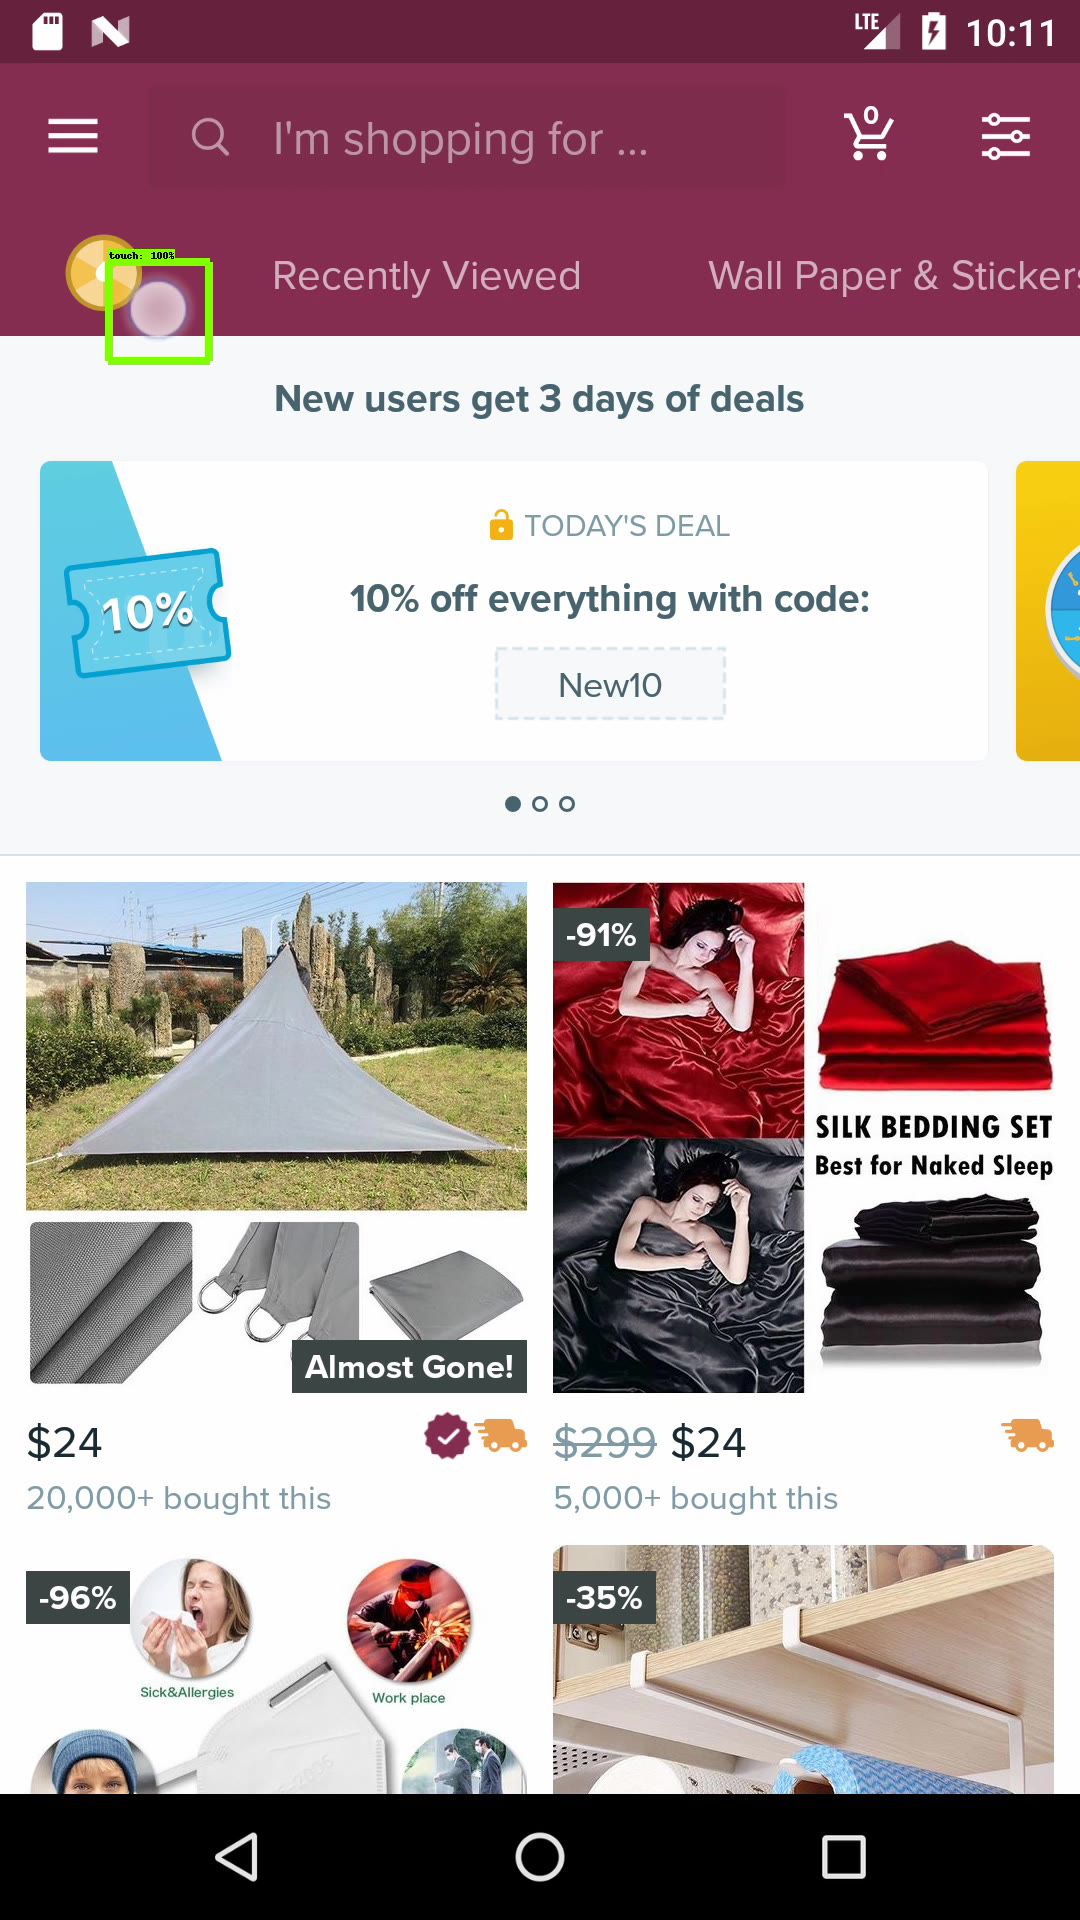 LTE 10:11
I'm shopping for ...
0
touch: 100%
Recently Viewed
Wall Paper & Stickers
New users get 3 days of deals
TODAY'S DEAL
10%
10% off everything with code:
New10
-91%
SILK BEDDING SET
Best for Naked Sleep
Almost Gone!
$24
20,000+ bought this
$299 $24
5,000+ bought this
-96%
Sick&Allergies
Work place
-35%